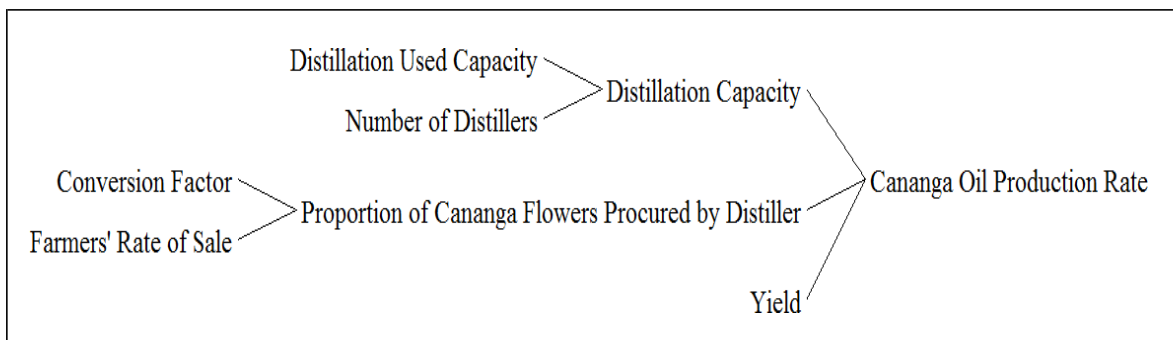 Distillation Used Capacity
Distillation Capacity
Number of Distillers
Conversion Factor
Cananga Oil Production Rate
Proportion of Cananga Flowers Procured by Distiller
Farmers' Rate of Sale
Yield